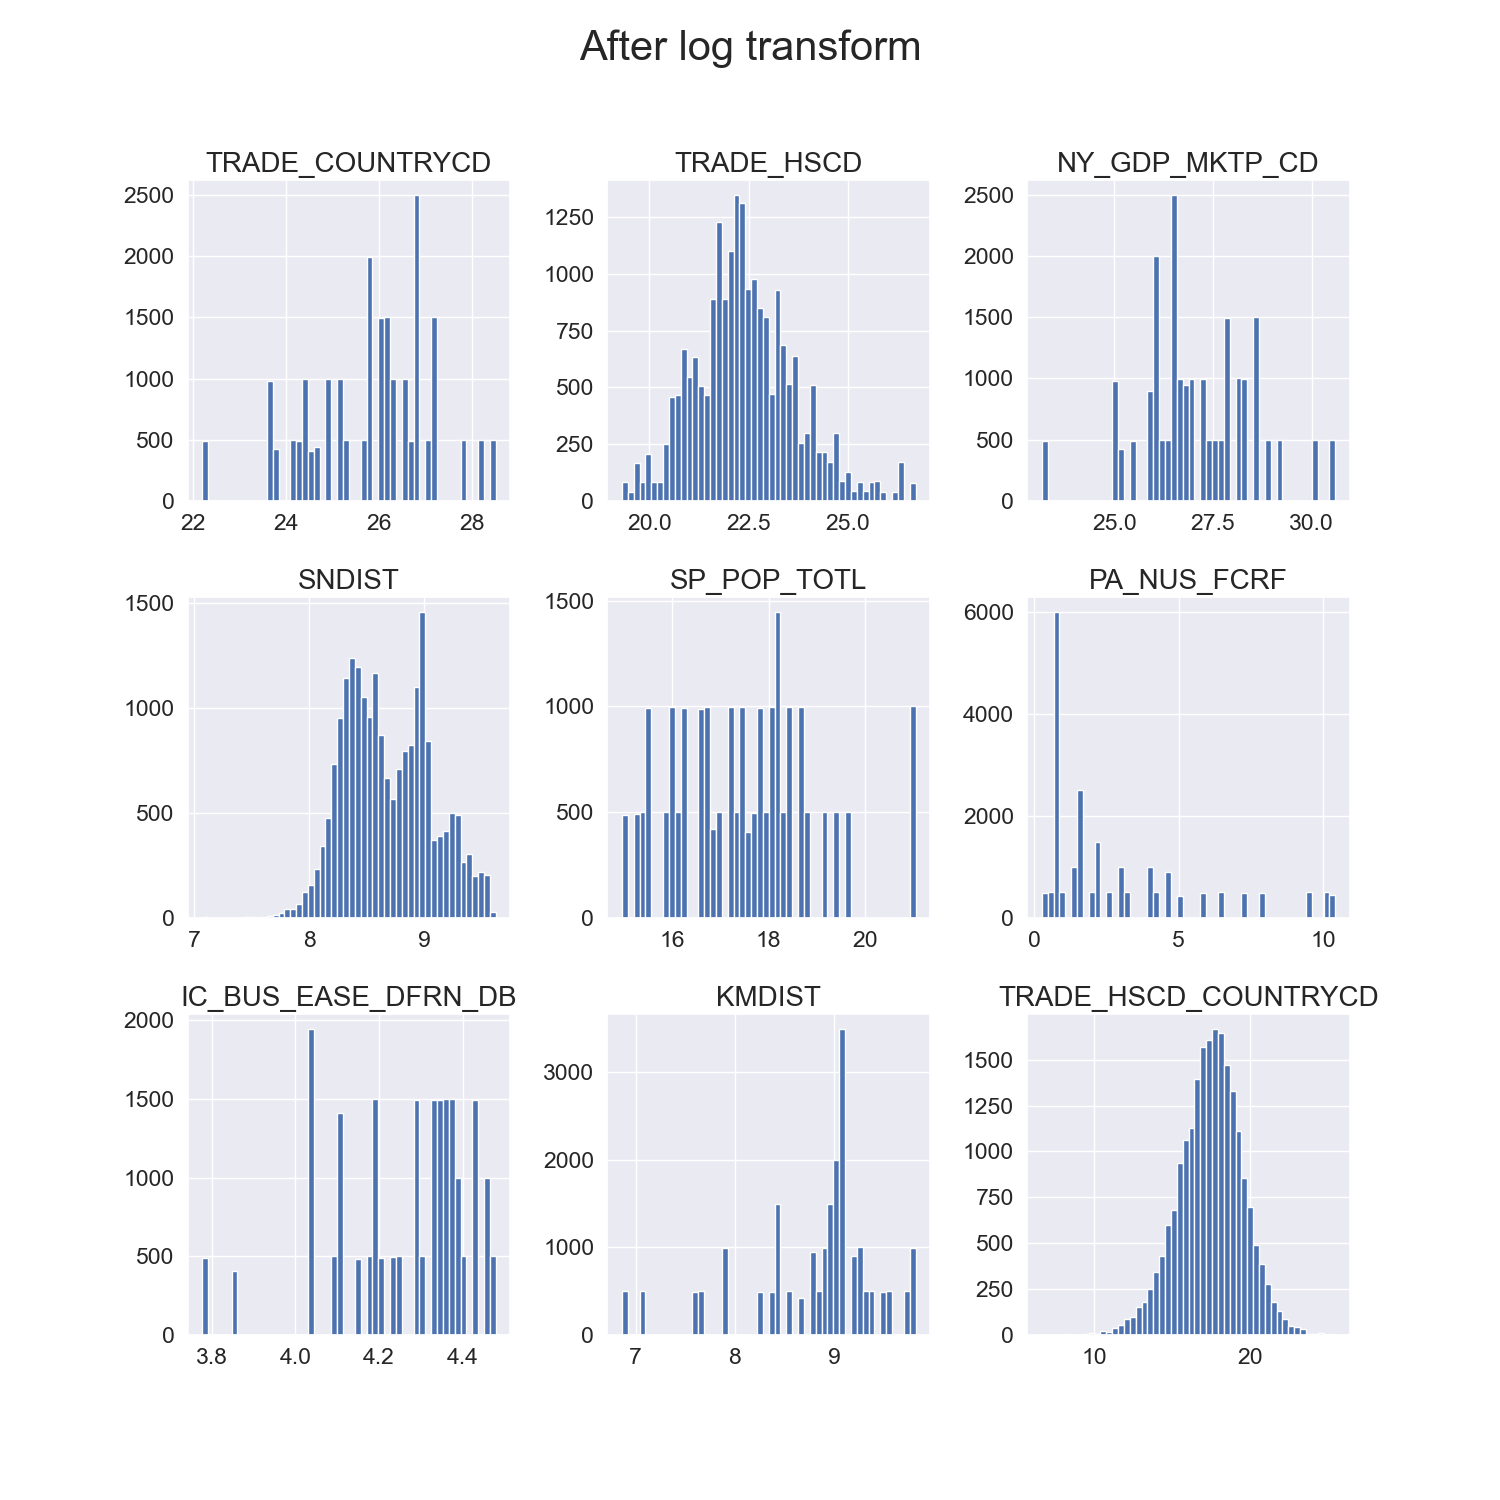 After log transform
TRADE_COUNTRYCD
TRADE_HSCD
NY_GDP_MKTP_CD
2500
2000
1500
1000
500
0
22 24 26 28
1250
1000
750
500
250
0
20.0 22.5 25.0
2500
2000
1500
1000
500
0
25.0 27.5 30.0
SNDIST
SP_POP_TOTL
PA_NUS_FCRF
1500
1000
500
0
7 8 9
1500
1000
500
0
16 18 20
6000
4000
2000
0
0 5 10
IC_BUS_EASE_DFRN_DB
KMDIST
TRADE_HSCD_COUNTRYCD
2000
1500
1000
500
0
3.8 4.0 4.2 4.4
3000
2000
1000
0
7 8 9
1500
1250
1000
750
500
250
0
10 20